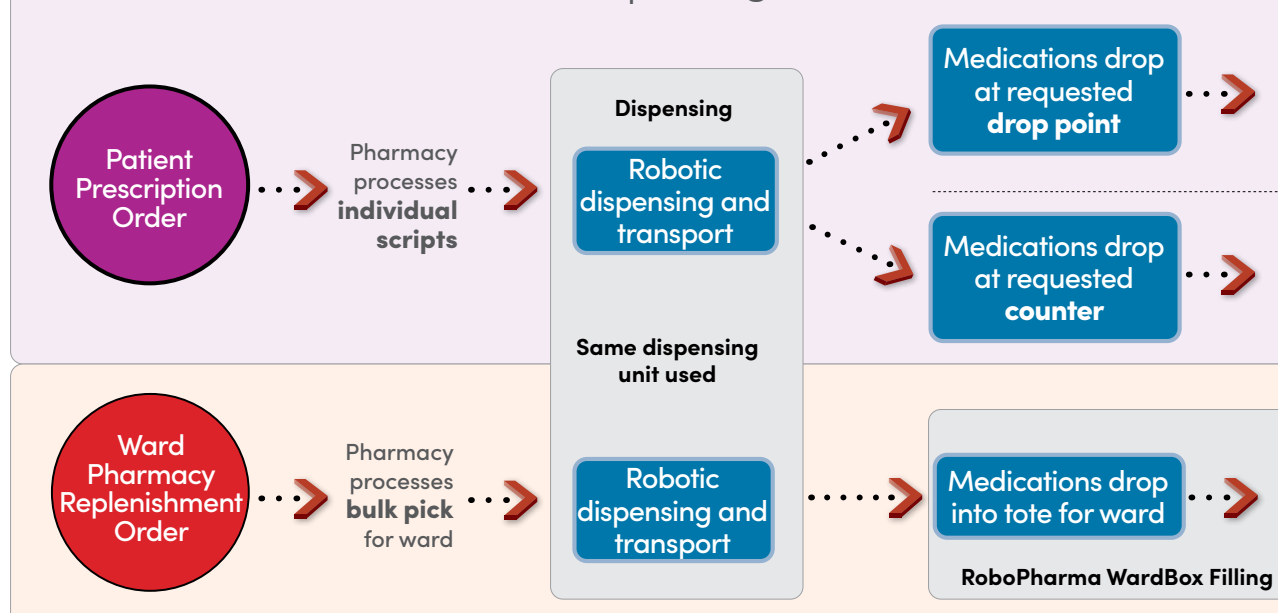 Patient
Prescription
Order
Pharmacy
processes
individual
scripts
Dispensing
Robotic
dispensing and
transport
Medications drop
at requested
drop point
Medications drop
at requested
counter
Same dispensing
unit used
Ward
Pharmacy
Replenishment
Order
Pharmacy
processes
bulk pick
for ward
Robotic
dispensing and
transport
Medications drop
into tote for ward
RoboPharma WardBox Filling